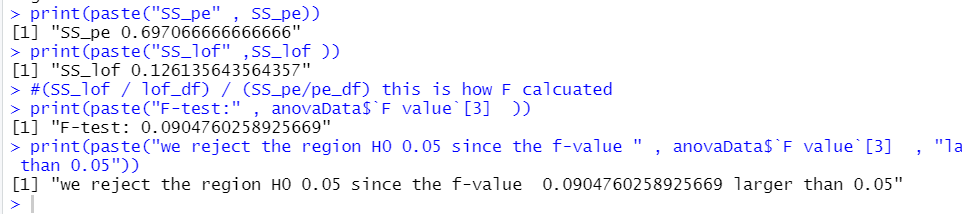 > print(paste("SS_pe" , SS_pe))
[1] "SS_pe 0.697066666666666"
> print(paste("SS_lof" ,SS_lof ))
[1] "SS_lof 0.126135643564357"
> #(SS_lof / lof_df) / (SS_pe/pe_df) this is how F calcuated
> print(paste("F-test:" , anovaData$`F value`[3]  ))
[1] "F-test: 0.0904760258925669"
> print(paste("we reject the region H0 0.05 since the f-value " , anovaData$`F value`[3]  , "la
 than 0.05"))
[1] "we reject the region H0 0.05 since the f-value  0.0904760258925669 larger than 0.05"
>